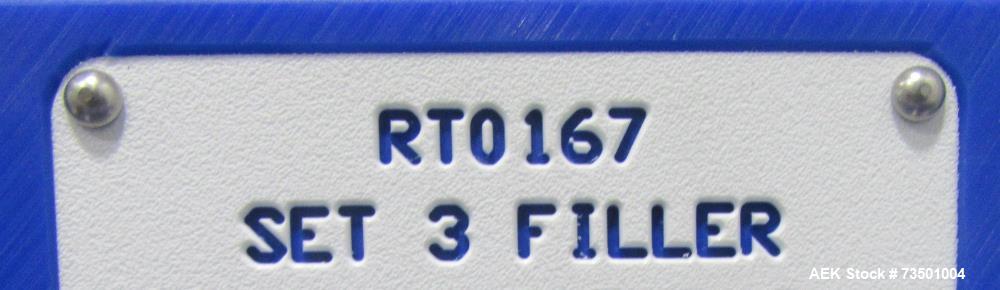 RT0167
SET 3 FILLER
AEK Stock # 73501004